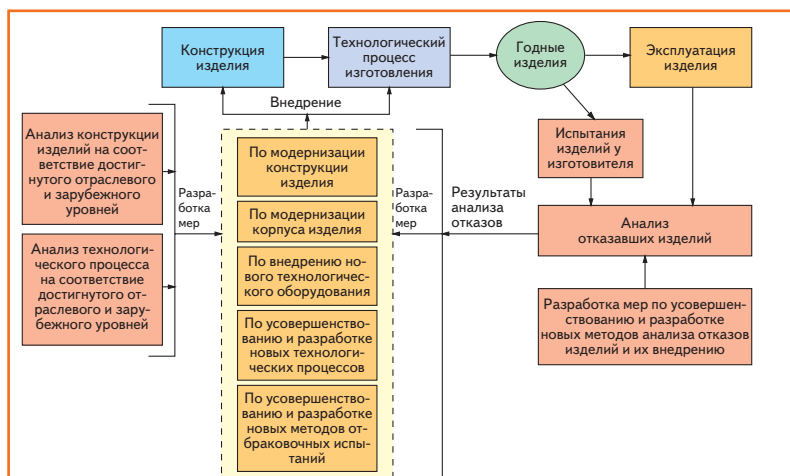 Конструкция
изделия
Технологический
процесс
изготовления
Годные
изделия
Эксплуатация
изделия
Внедрение
Анализ конструкции
изделий на соот-
ветствие достиг-
нутого отраслевого
и зарубежного
уровней
Анализ технологи-
ческого процесса
на соответствие
достигнутого от-
раслевого и зару-
бежного уровней
Разра-
ботка
мер
По модернизации
конструкции
изделия
По модернизации
корпуса изделия
По внедрению но-
вого технологиче-
ского оборудования
По усовершенство-
ванию и разработке
новых технологи-
ческих процессов
По усовершенство-
ванию и разработке
новых методов от-
браковочных испы-
таний
Разра-
ботка
мер
Результаты
анализа
отказов
Испытания
изделий у
изготовителя
Анализ
отказавших изделий
Разработка мер по усовершен-
ствованию и разработке
новых методов анализа отказов
изделий и их внедрению